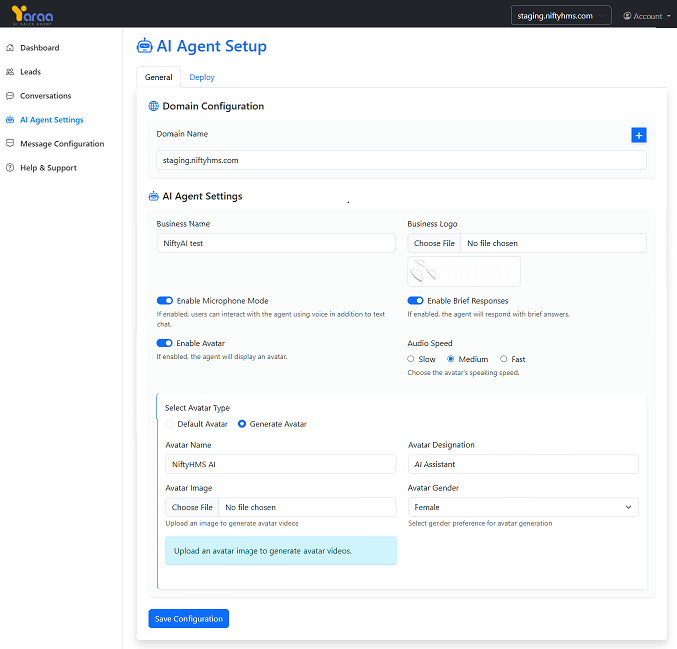 Yaraa
AI SALES AGENT
staging.niftyhms.com
Account
Dashboard
Leads
Conversations
AI Agent Settings
Message Configuration
Help & Support
AI Agent Setup
General
Deploy
Domain Configuration
Domain Name
+
staging.niftyhms.com
AI Agent Settings
Business Name
NiftyAI test
Business Logo
Choose File
No file chosen
Enable Microphone Mode
If enabled, users can interact with the agent using voice in addition to text
chat.
Enable Brief Responses
If enabled, the agent will respond with brief answers.
Enable Avatar
If enabled, the agent will display an avatar.
Audio Speed
Slow
Medium
Fast
Choose the avatar's speaking speed.
Select Avatar Type
Default Avatar
Generate Avatar
Avatar Name
NiftyHMS AI
Avatar Designation
AI Assistant
Avatar Image
Choose File
No file chosen
Upload an image to generate avatar videos
Avatar Gender
Female
Select gender preference for avatar generation
Upload an avatar image to generate avatar videos.
Save Configuration